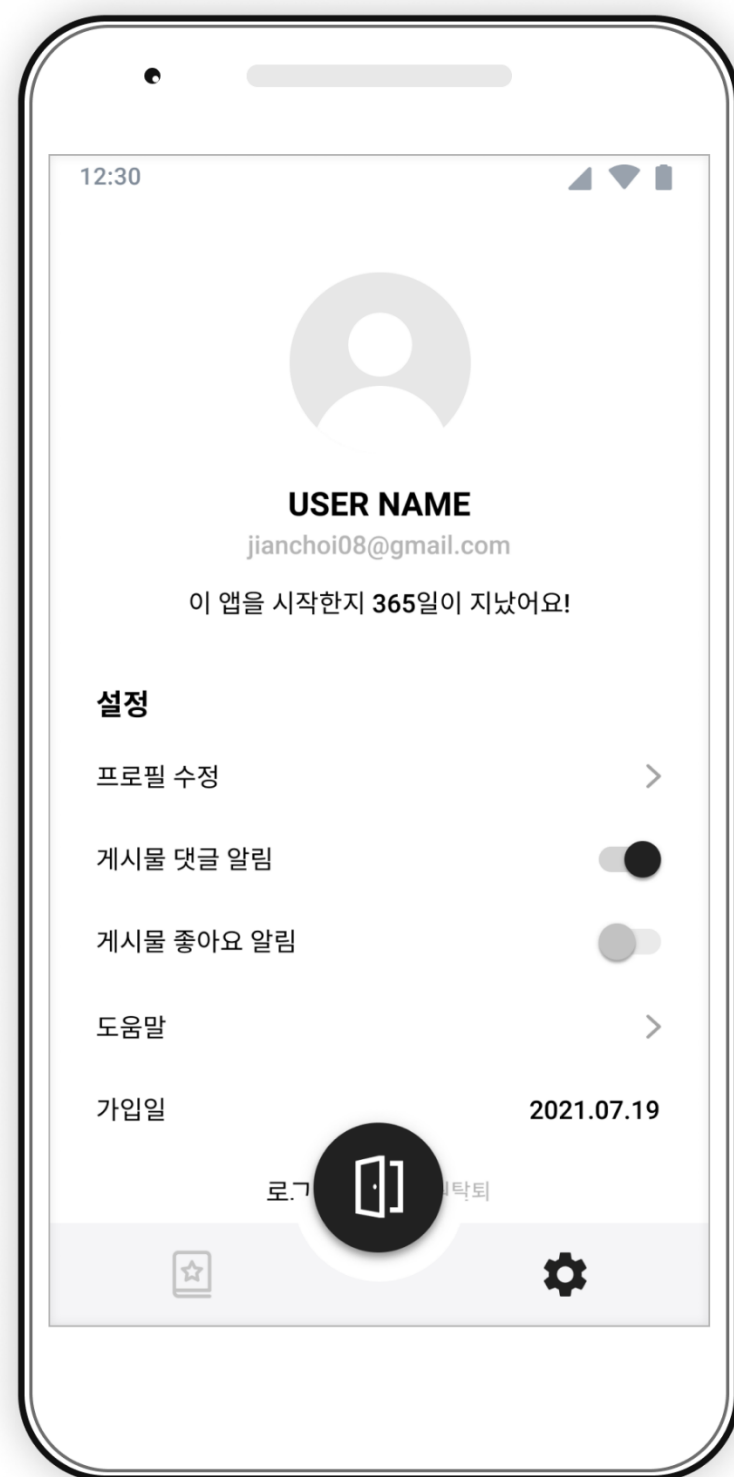 12:30
USER NAME
jianchoi08@gmail.com
이 앱을 시작한지 365일이 지났어요!
설정
프로필 수정
게시물 댓글 알림
게시물 좋아요 알림
도움말
가입일 2021.07.19